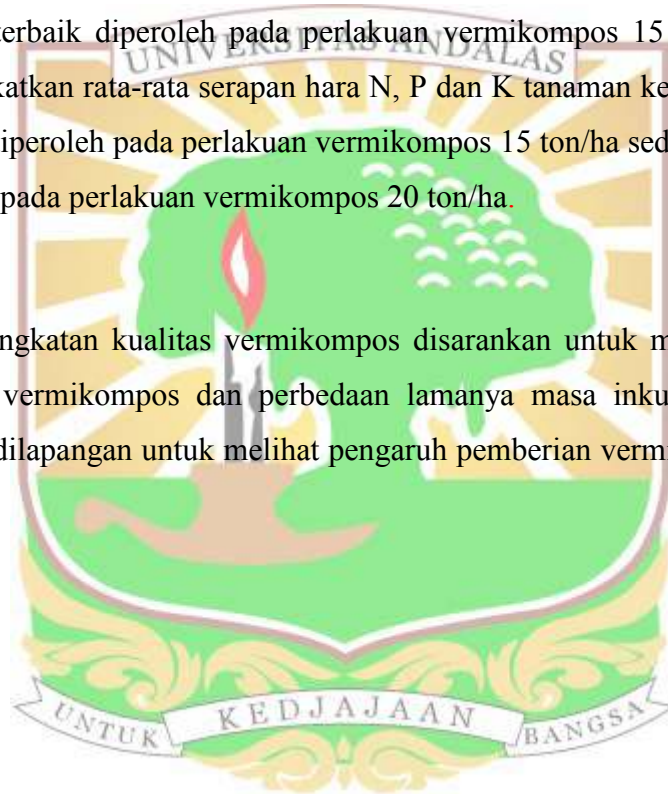 terbaik diperoleh pada perlakuan vermikompos 15
UNIVERSITAS ANDALAS
katkan rata-rata serapan hara N, P dan K tanaman ke
iperoleh pada perlakuan vermikompos 15 ton/ha sed
pada perlakuan vermikompos 20 ton/ha.
ngkatan kualitas vermikompos disarankan untuk m
vermikompos dan perbedaan lamanya masa inku
dilapangan untuk melihat pengaruh pemberian vermi
UNTUK KEDJAJAAN BANGSA